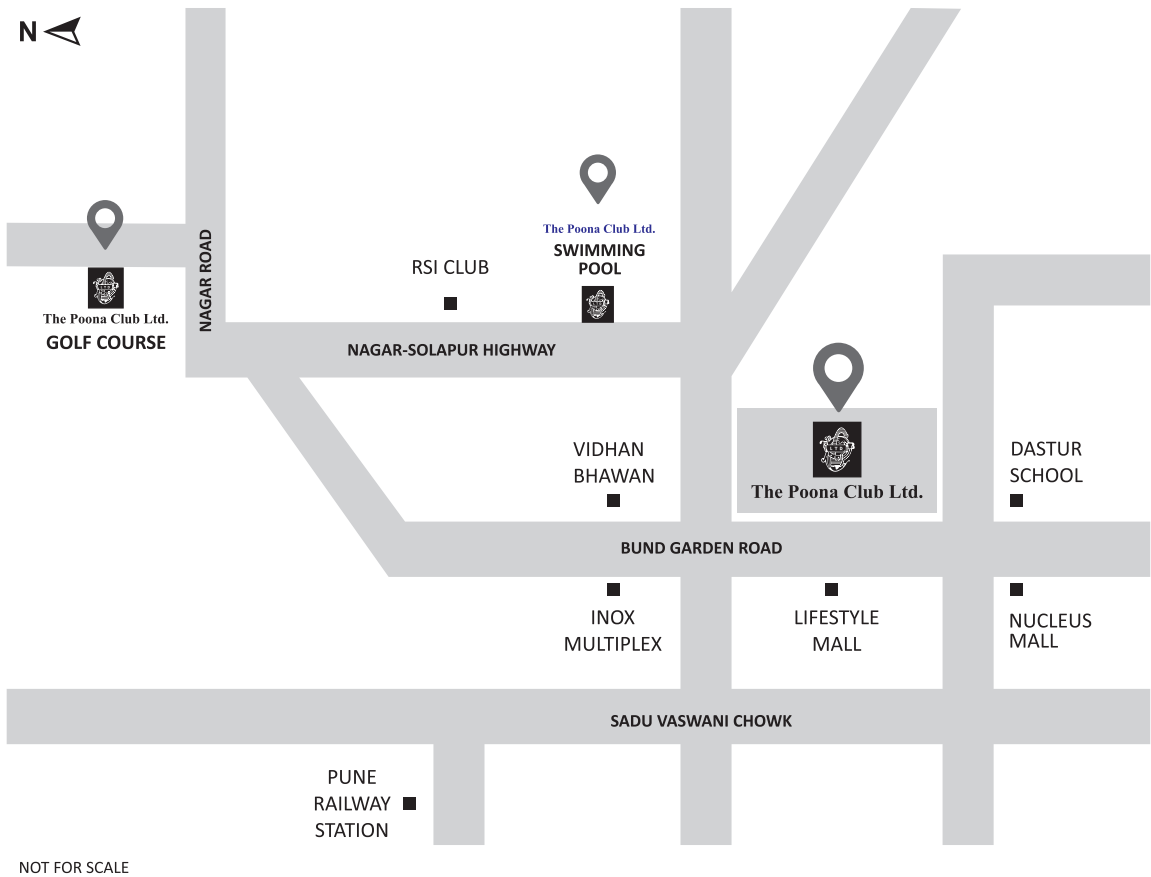 N
NAGAR ROAD
The Poona Club Ltd.
GOLF COURSE
RSI CLUB
The Poona Club Ltd.
SWIMMING
POOL
NAGAR-SOLAPUR HIGHWAY
VIDHAN
BHAWAN
The Poona Club Ltd.
DASTUR
SCHOOL
BUND GARDEN ROAD
INOX
MULTIPLEX
LIFESTYLE
MALL
NUCLEUS
MALL
SADU VASWANI CHOWK
PUNE
RAILWAY
STATION
NOT FOR SCALE